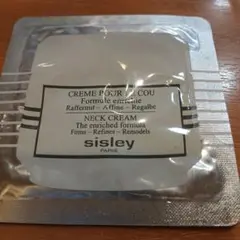 CREME POUR LE COU
Formule enrichie
Raffermit - Affine - Regalbe
NECK CREAM
The enriched formula
Firms - Refines - Remodels
sisley
PARIS